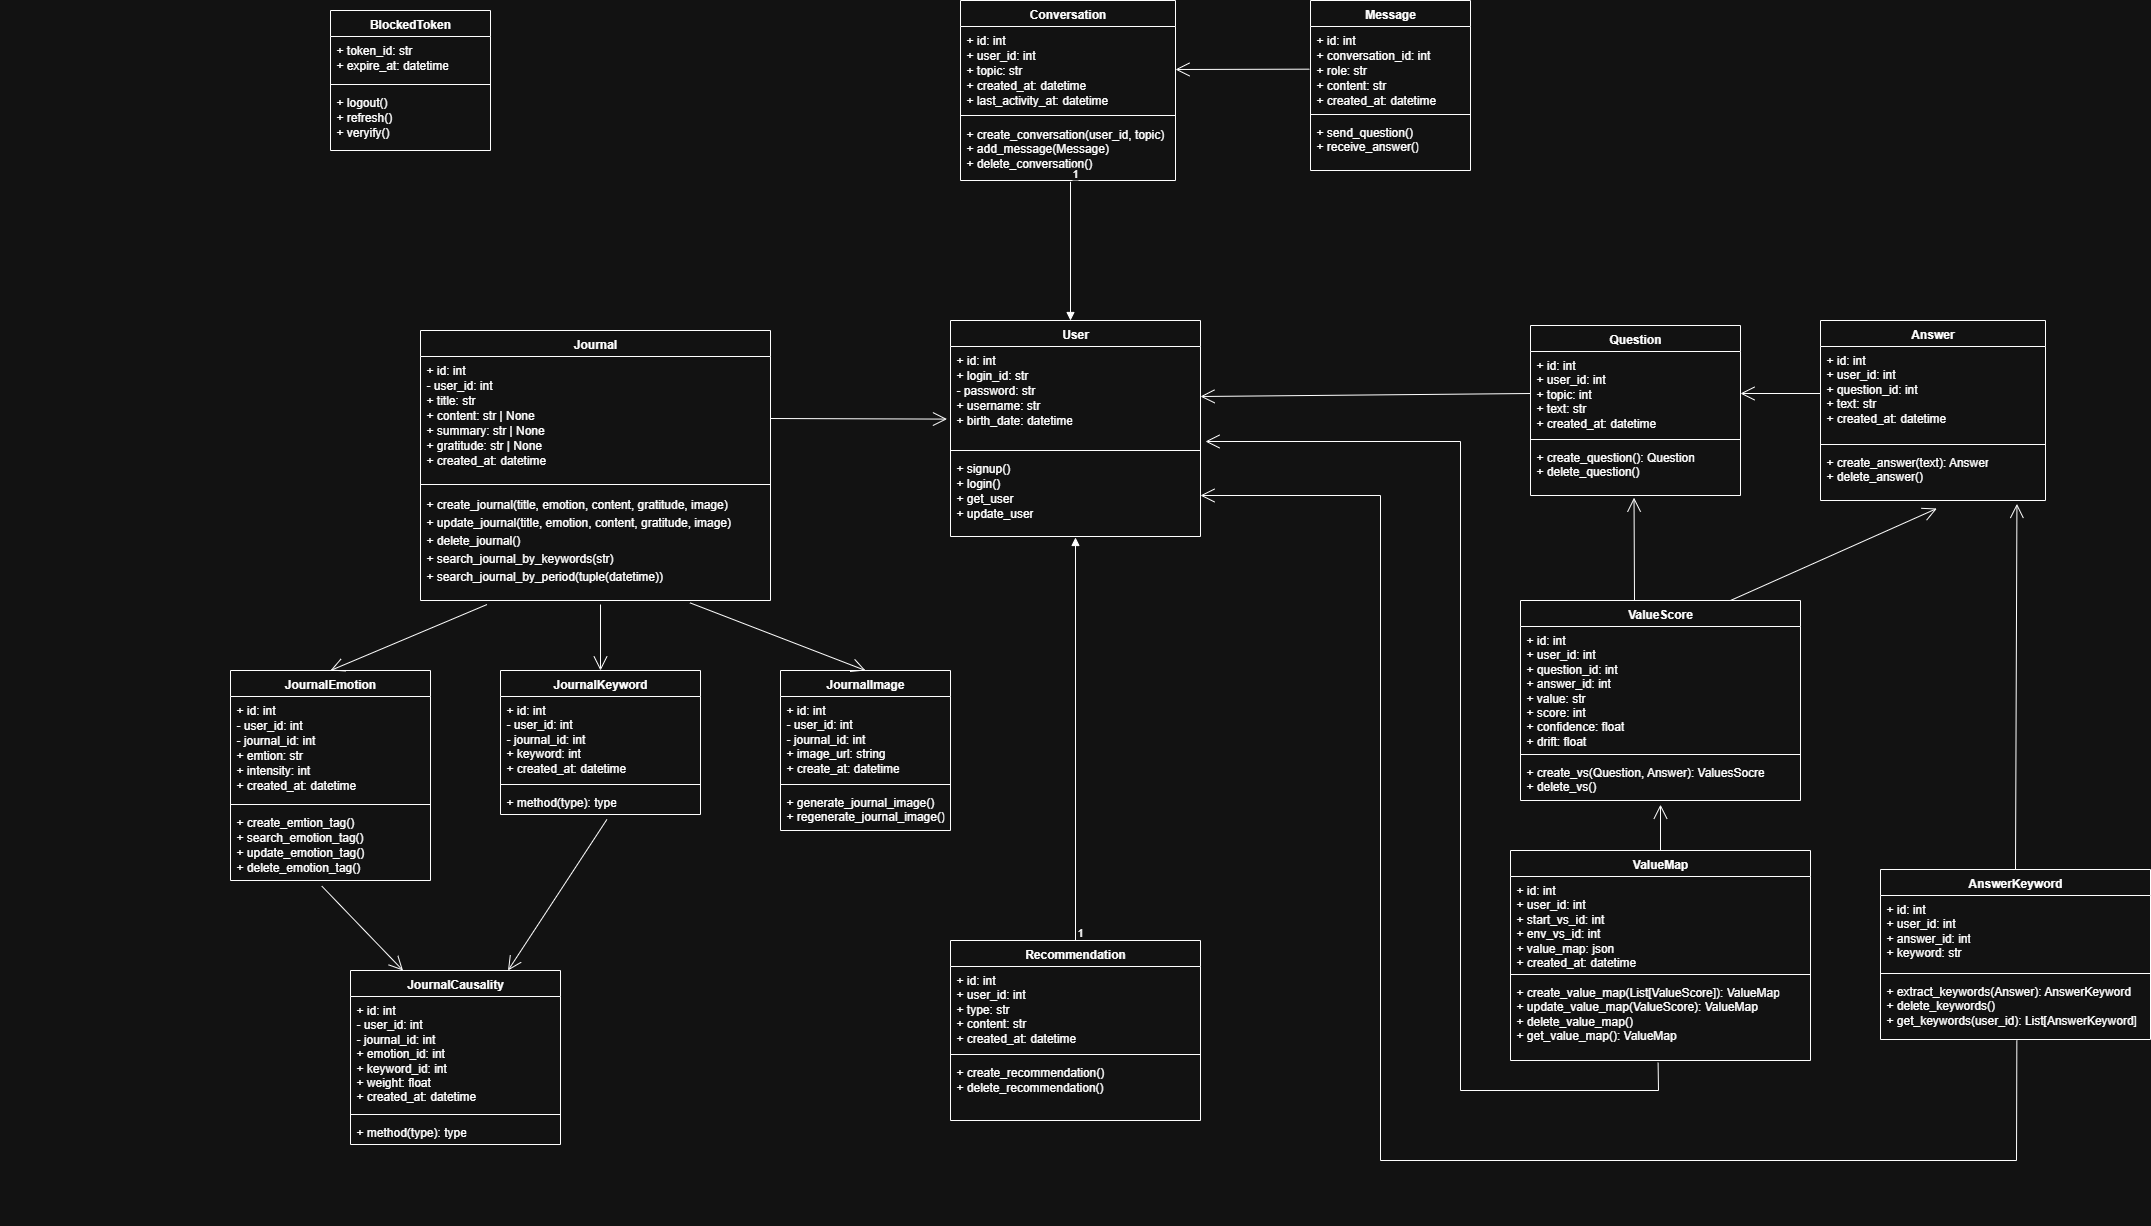 BlockedToken
+ token_id: str
+ expire_at: datetime
+ logout()
+ refresh()
+ veryify()
Conversation
+ id: int
+ user_id: int
+ topic: str
+ created_at: datetime
+ last_activity_at: datetime
+ create_conversation(user_id, topic)
+ add_message(Message)
+ delete_conversation()
1
Message
+ id: int
+ conversation_id: int
+ role: str
+ content: str
+ created_at: datetime
+ send_question()
+ receive_answer()
Journal
+ id: int
- user_id: int
+ title: str
+ content: str | None
+ summary: str | None
+ gratitude: str | None
+ created_at: datetime
+ create_journal(title, emotion, content, gratitude, image)
+ update_journal(title, emotion, content, gratitude, image)
+ delete_journal()
+ search_journal_by_keywords(str)
+ search_journal_by_period(tuple(datetime))
User
+ id: int
+ login_id: str
- password: str
+ username: str
+ birth_date: datetime
+ signup()
+ login()
+ get_user
+ update_user
Question
+ id: int
+ user_id: int
+ topic: int
+ text: str
+ created_at: datetime
+ create_question(): Question
+ delete_question()
Answer
+ id: int
+ user_id: int
+ question_id: int
+ text: str
+ created_at: datetime
+ create_answer(text): Answer
+ delete_answer()
ValueScore
+ id: int
+ user_id: int
+ question_id: int
+ answer_id: int
+ value: str
+ score: int
+ confidence: float
+ drift: float
+ create_vs(Question, Answer): ValuesSocre
+ delete_vs()
JournalEmotion
+ id: int
- user_id: int
- journal_id: int
+ emtion: str
+ intensity: int
+ created_at: datetime
+ create_emtion_tag()
+ search_emotion_tag()
+ update_emotion_tag()
+ delete_emotion_tag()
JournalKeyword
+ id: int
- user_id: int
- journal_id: int
+ keyword: int
+ created_at: datetime
+ method(type): type
JournalImage
+ id: int
- user_id: int
- journal_id: int
+ image_url: string
+ create_at: datetime
+ generate_journal_image()
+ regenerate_journal_image()
ValueMap
+ id: int
+ user_id: int
+ start_vs_id: int
+ env_vs_id: int
+ value_map: json
+ created_at: datetime
+ create_value_map(List[ValueScore]): ValueMap
+ update_value_map(ValueScore): ValueMap
+ delete_value_map()
+ get_value_map(): ValueMap
AnswerKeyword
+ id: int
+ user_id: int
+ answer_id: int
+ keyword: str
+ extract_keywords(Answer): AnswerKeyword
+ delete_keywords()
+ get_keywords(user_id): List[AnswerKeyword]
JournalCausality
+ id: int
- user_id: int
- journal_id: int
+ emotion_id: int
+ keyword_id: int
+ weight: float
+ created_at: datetime
+ method(type): type
1
Recommendation
+ id: int
+ user_id: int
+ type: str
+ content: str
+ created_at: datetime
+ create_recommendation()
+ delete_recommendation()